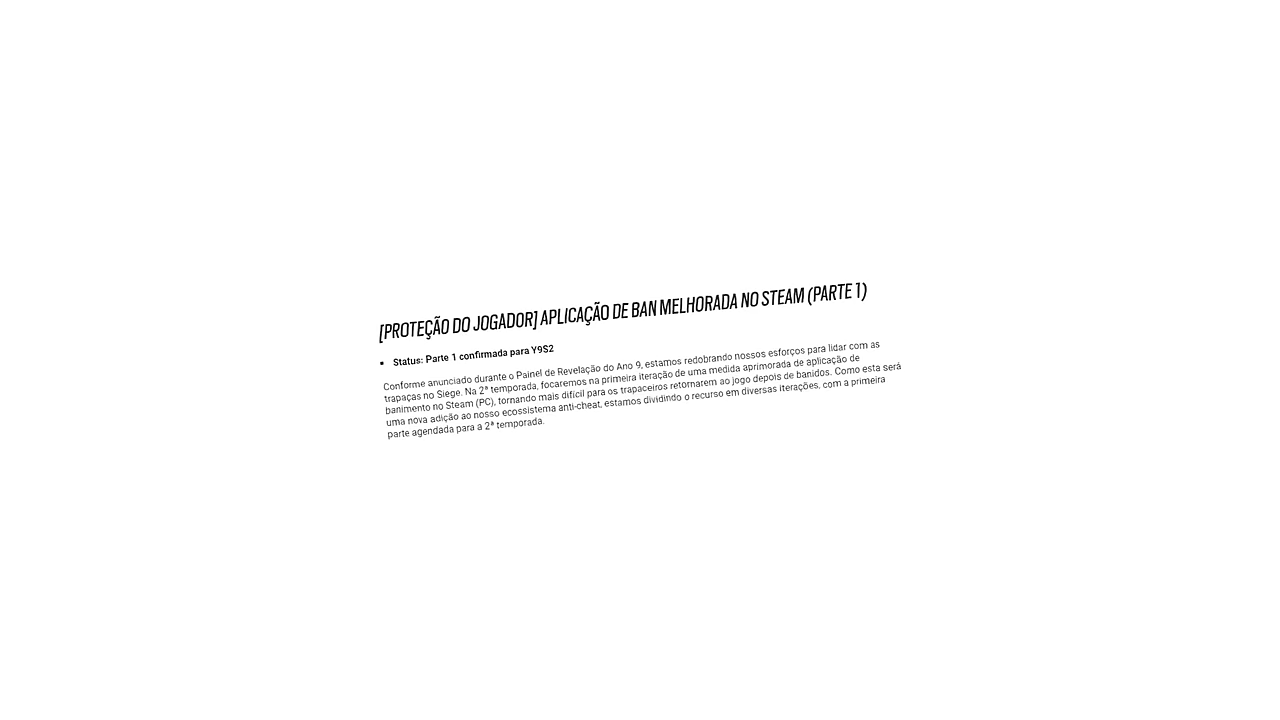 [PROTEÇÃO DO JOGADOR] APLICAÇÃO DE BAN MELHORADA NO STEAM (PARTE 1)
▪ Status: Parte 1 confirmada para Y9S2
Conforme anunciado durante o Painel de Revelação do Ano 9, estamos redobrando nossos esforços para lidar com as
trapaças no Siege. Na 2ª temporada, focaremos na primeira iteração de uma medida aprimorada de aplicação de
banimento no Steam (PC), tornando mais difícil para os trapaceiros retornarem ao jogo depois de banidos. Como esta será
uma nova adição ao nosso ecossistema anti-cheat, estamos dividindo o recurso em diversas iterações, com a primeira
parte agendada para a 2ª temporada.